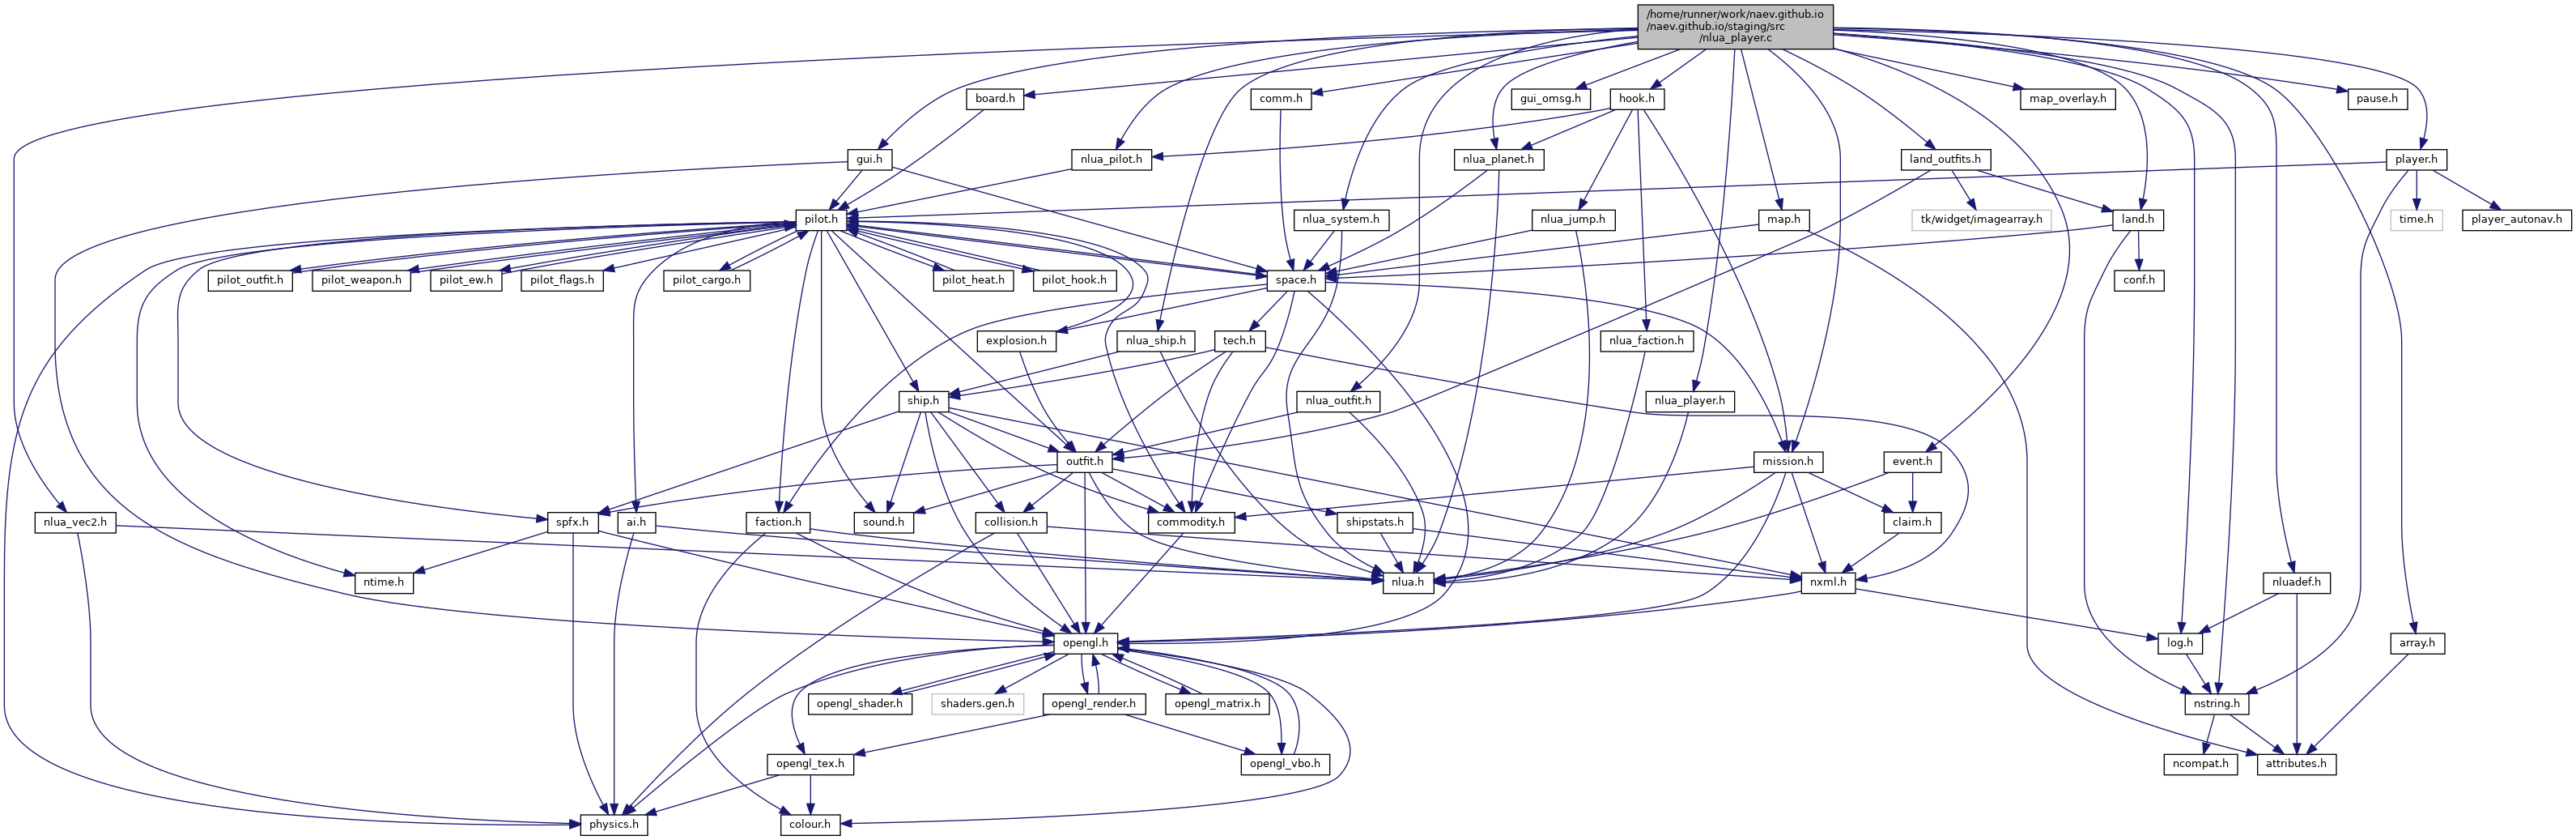 /home/runner/work/naev.github.io
/naev.github.io/staging/src
/nlua_player.c
board.h
comm.h
gui_omsg.h
hook.h
map_overlay.h
pause.h
gui.h
nlua_pilot.h
nlua_planet.h
land_outfits.h
player.h
pilot.h
nlua_system.h
nlua_jump.h
map.h
tk/widget/imagearray.h
land.h
time.h
player_autonav.h
pilot_outfit.h
pilot_weapon.h
pilot_ew.h
pilot_flags.h
pilot_cargo.h
pilot_heat.h
pilot_hook.h
space.h
conf.h
explosion.h
nlua_ship.h
tech.h
nlua_faction.h
ship.h
nlua_outfit.h
nlua_player.h
outfit.h
mission.h
event.h
nlua_vec2.h
spfx.h
ai.h
faction.h
sound.h
collision.h
commodity.h
shipstats.h
claim.h
ntime.h
nlua.h
nxml.h
nluadef.h
opengl.h
log.h
array.h
opengl_shader.h
shaders.gen.h
opengl_render.h
opengl_matrix.h
nstring.h
opengl_tex.h
opengl_vbo.h
ncompat.h
attributes.h
physics.h
colour.h